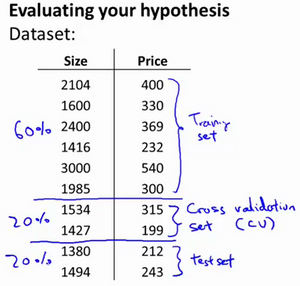 Evaluating your hypothesis
Dataset:
Size Price
2104 400
1600 330
2400 369
1416 232
3000 540
1985 300
1534 315
1427 199
1380 212
1494 243
60%
20%
20%
Training
set
Cross validation
set (CV)
test set